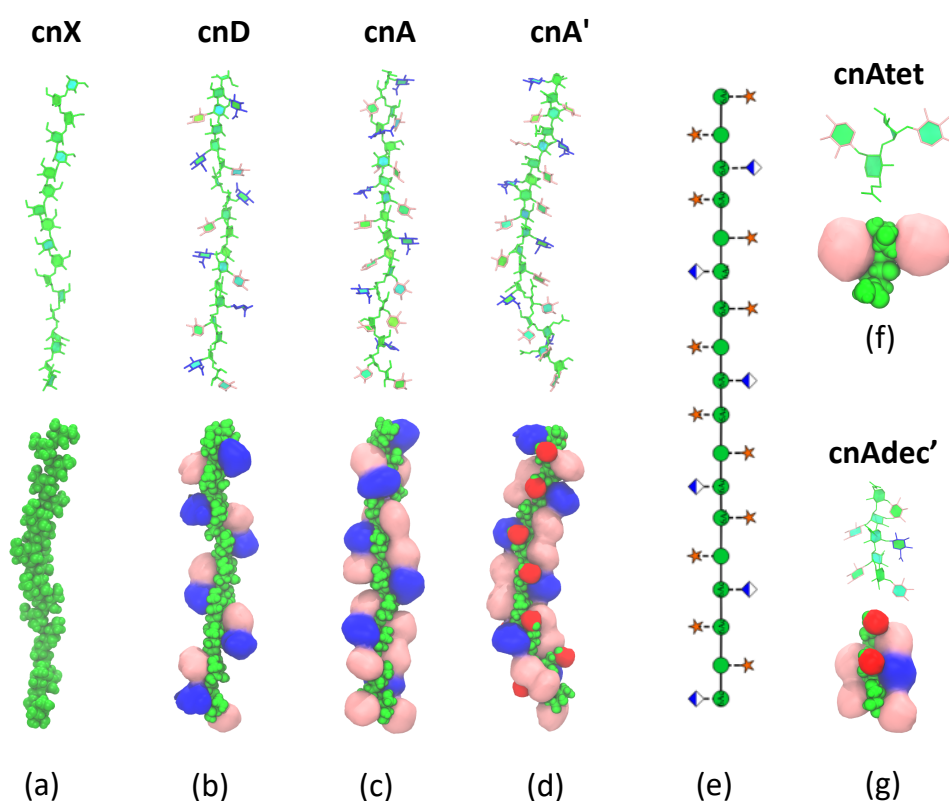 cnX
cnD
cnA
cnA'
cnAtet
(f)
cnAdec’
(a)
(b)
(c)
(d)
(e)
(g)